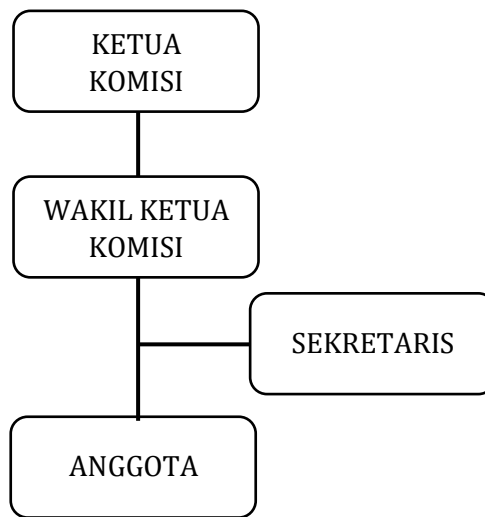 KETUA
KOMISI
WAKIL KETUA
KOMISI
SEKRETARIS
ANGGOTA